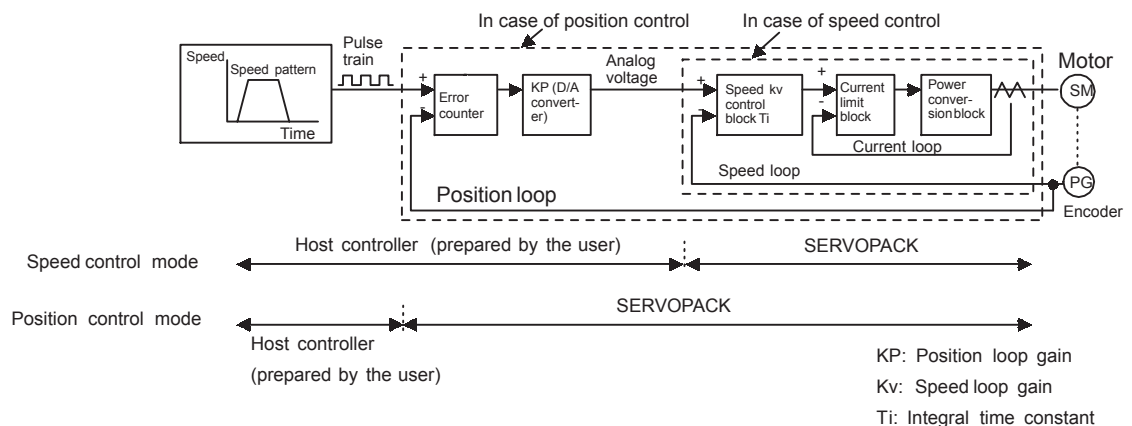 In case of position control
In case of speed control
Pulse
train
Speed
Speed pattern
Time
+
-
Error
counter
KP (D/A
convert-
er)
Analog
voltage
+
-
Speed kv
control
block Ti
+
-
Current
limit
block
Power
conver-
sion block
Motor
SM
Current loop
Speed loop
Position loop
PG
Encoder
Host controller (prepared by the user)
SERVOPACK
Speed control mode
SERVOPACK
Position control mode
Host controller
(prepared by the user)
KP: Position loop gain
Kv: Speed loop gain
Ti: Integral time constant